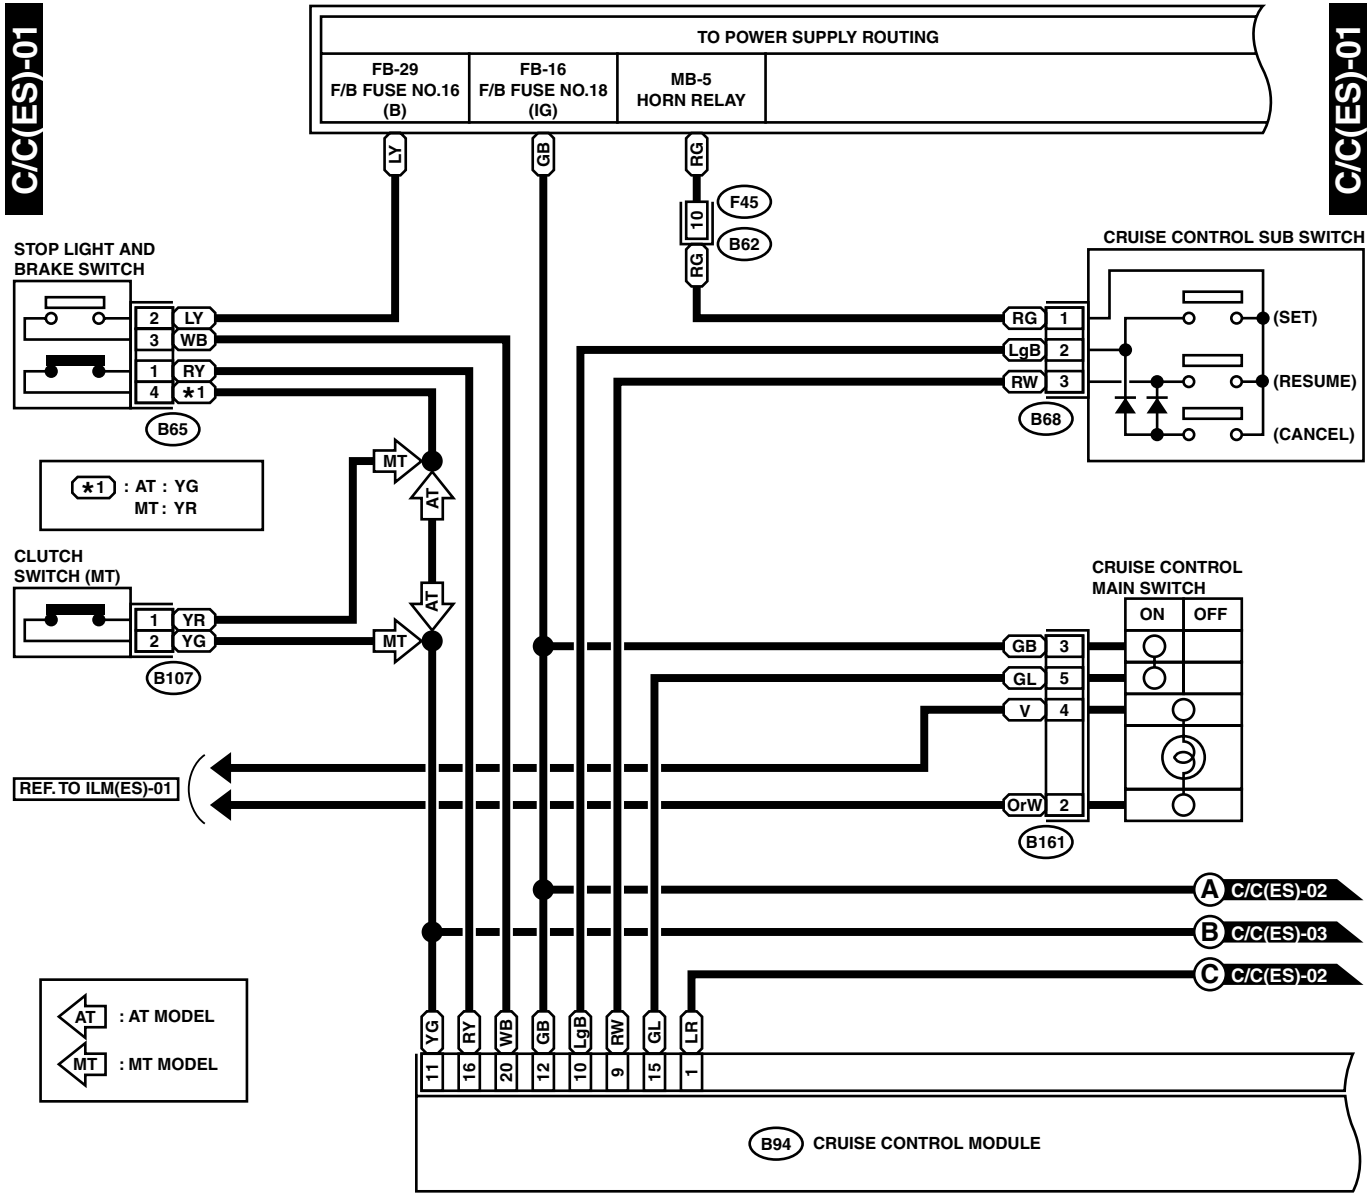 C/C(ES)-01
C/C(ES)-01
TO POWER SUPPLY ROUTING
FB-29
F/B FUSE NO.16
(B)
FB-16
F/B FUSE NO.18
(IG)
MB-5
HORN RELAY
LY
GB
RG
10
F45
B62
RG
STOP LIGHT AND
BRAKE SWITCH
2 LY
3 WB
1 RY
4 *1
B65
*1 : AT : YG
MT : YR
CRUISE CONTROL SUB SWITCH
RG 1
LgB 2
RW 3
B68
(SET)
(RESUME)
(CANCEL)
MT
AT
AT
MT
CLUTCH
SWITCH (MT)
1 YR
2 YG
B107
CRUISE CONTROL
MAIN SWITCH
ON OFF
GB 3
GL 5
V 4
OrW 2
B161
REF. TO ILM(ES)-01
A C/C(ES)-02
B C/C(ES)-03
C C/C(ES)-02
AT : AT MODEL
MT : MT MODEL
YG RY WB GB LgB RW GL LR
11 16 20 12 10 9 15 1
B94 CRUISE CONTROL MODULE